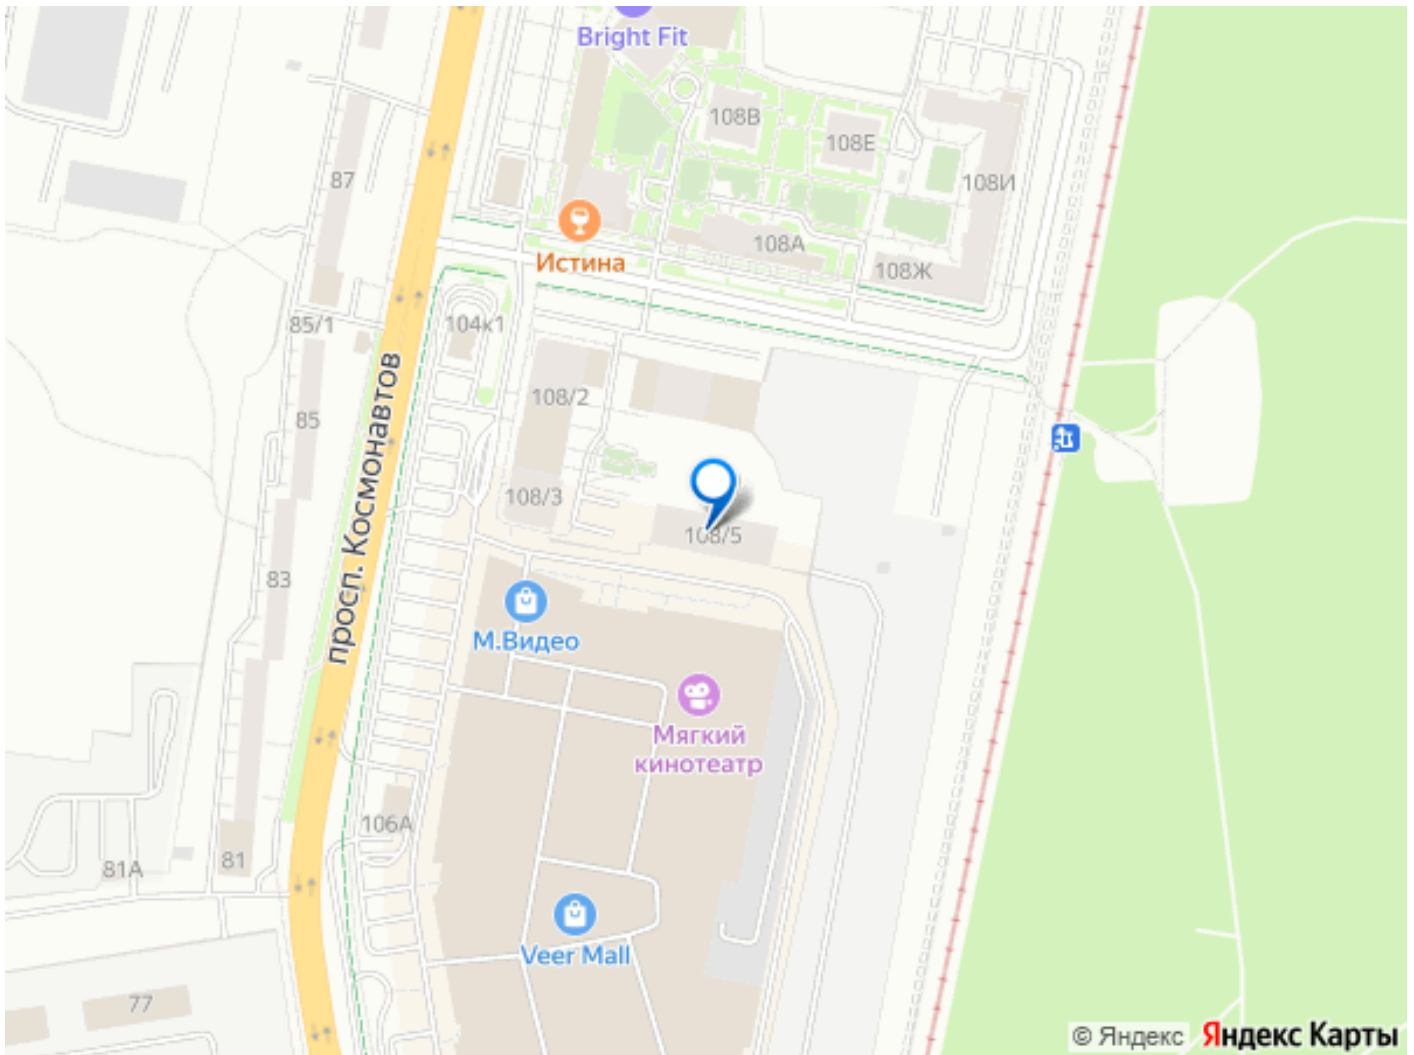 Bright Fit
108В
108Е
87
108И
108А
Истина
108Ж
85/1
104к1
просп. Космонавтов
108/2
85
108/3
108/5
83
М.Видео
Мягкий
кинотеатр
106А
81
81А
Veer Mall
77
© Яндекс
Яндекс Карты